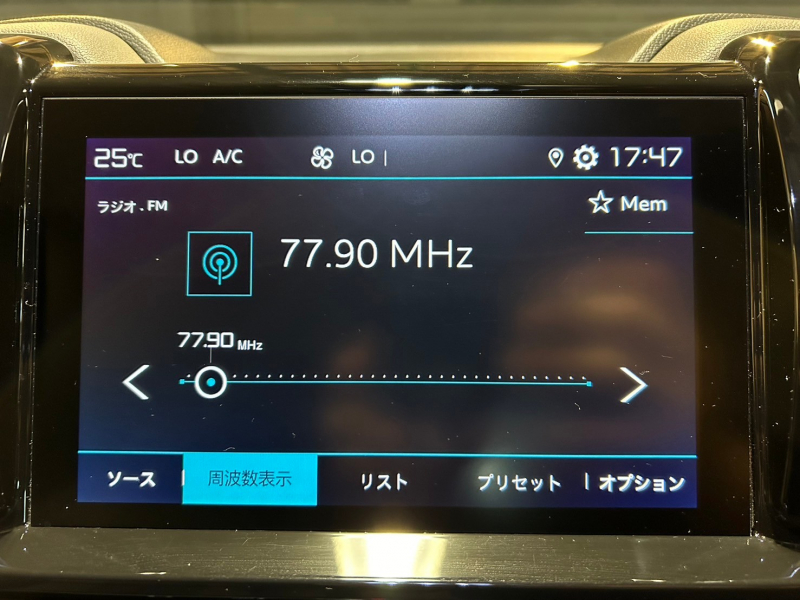 25℃ LO A/C LO 17:47
ラジオ.FM
Mem
77.90 MHz
77.90 MHz
ソース 周波数表示 リスト プリセット オプション